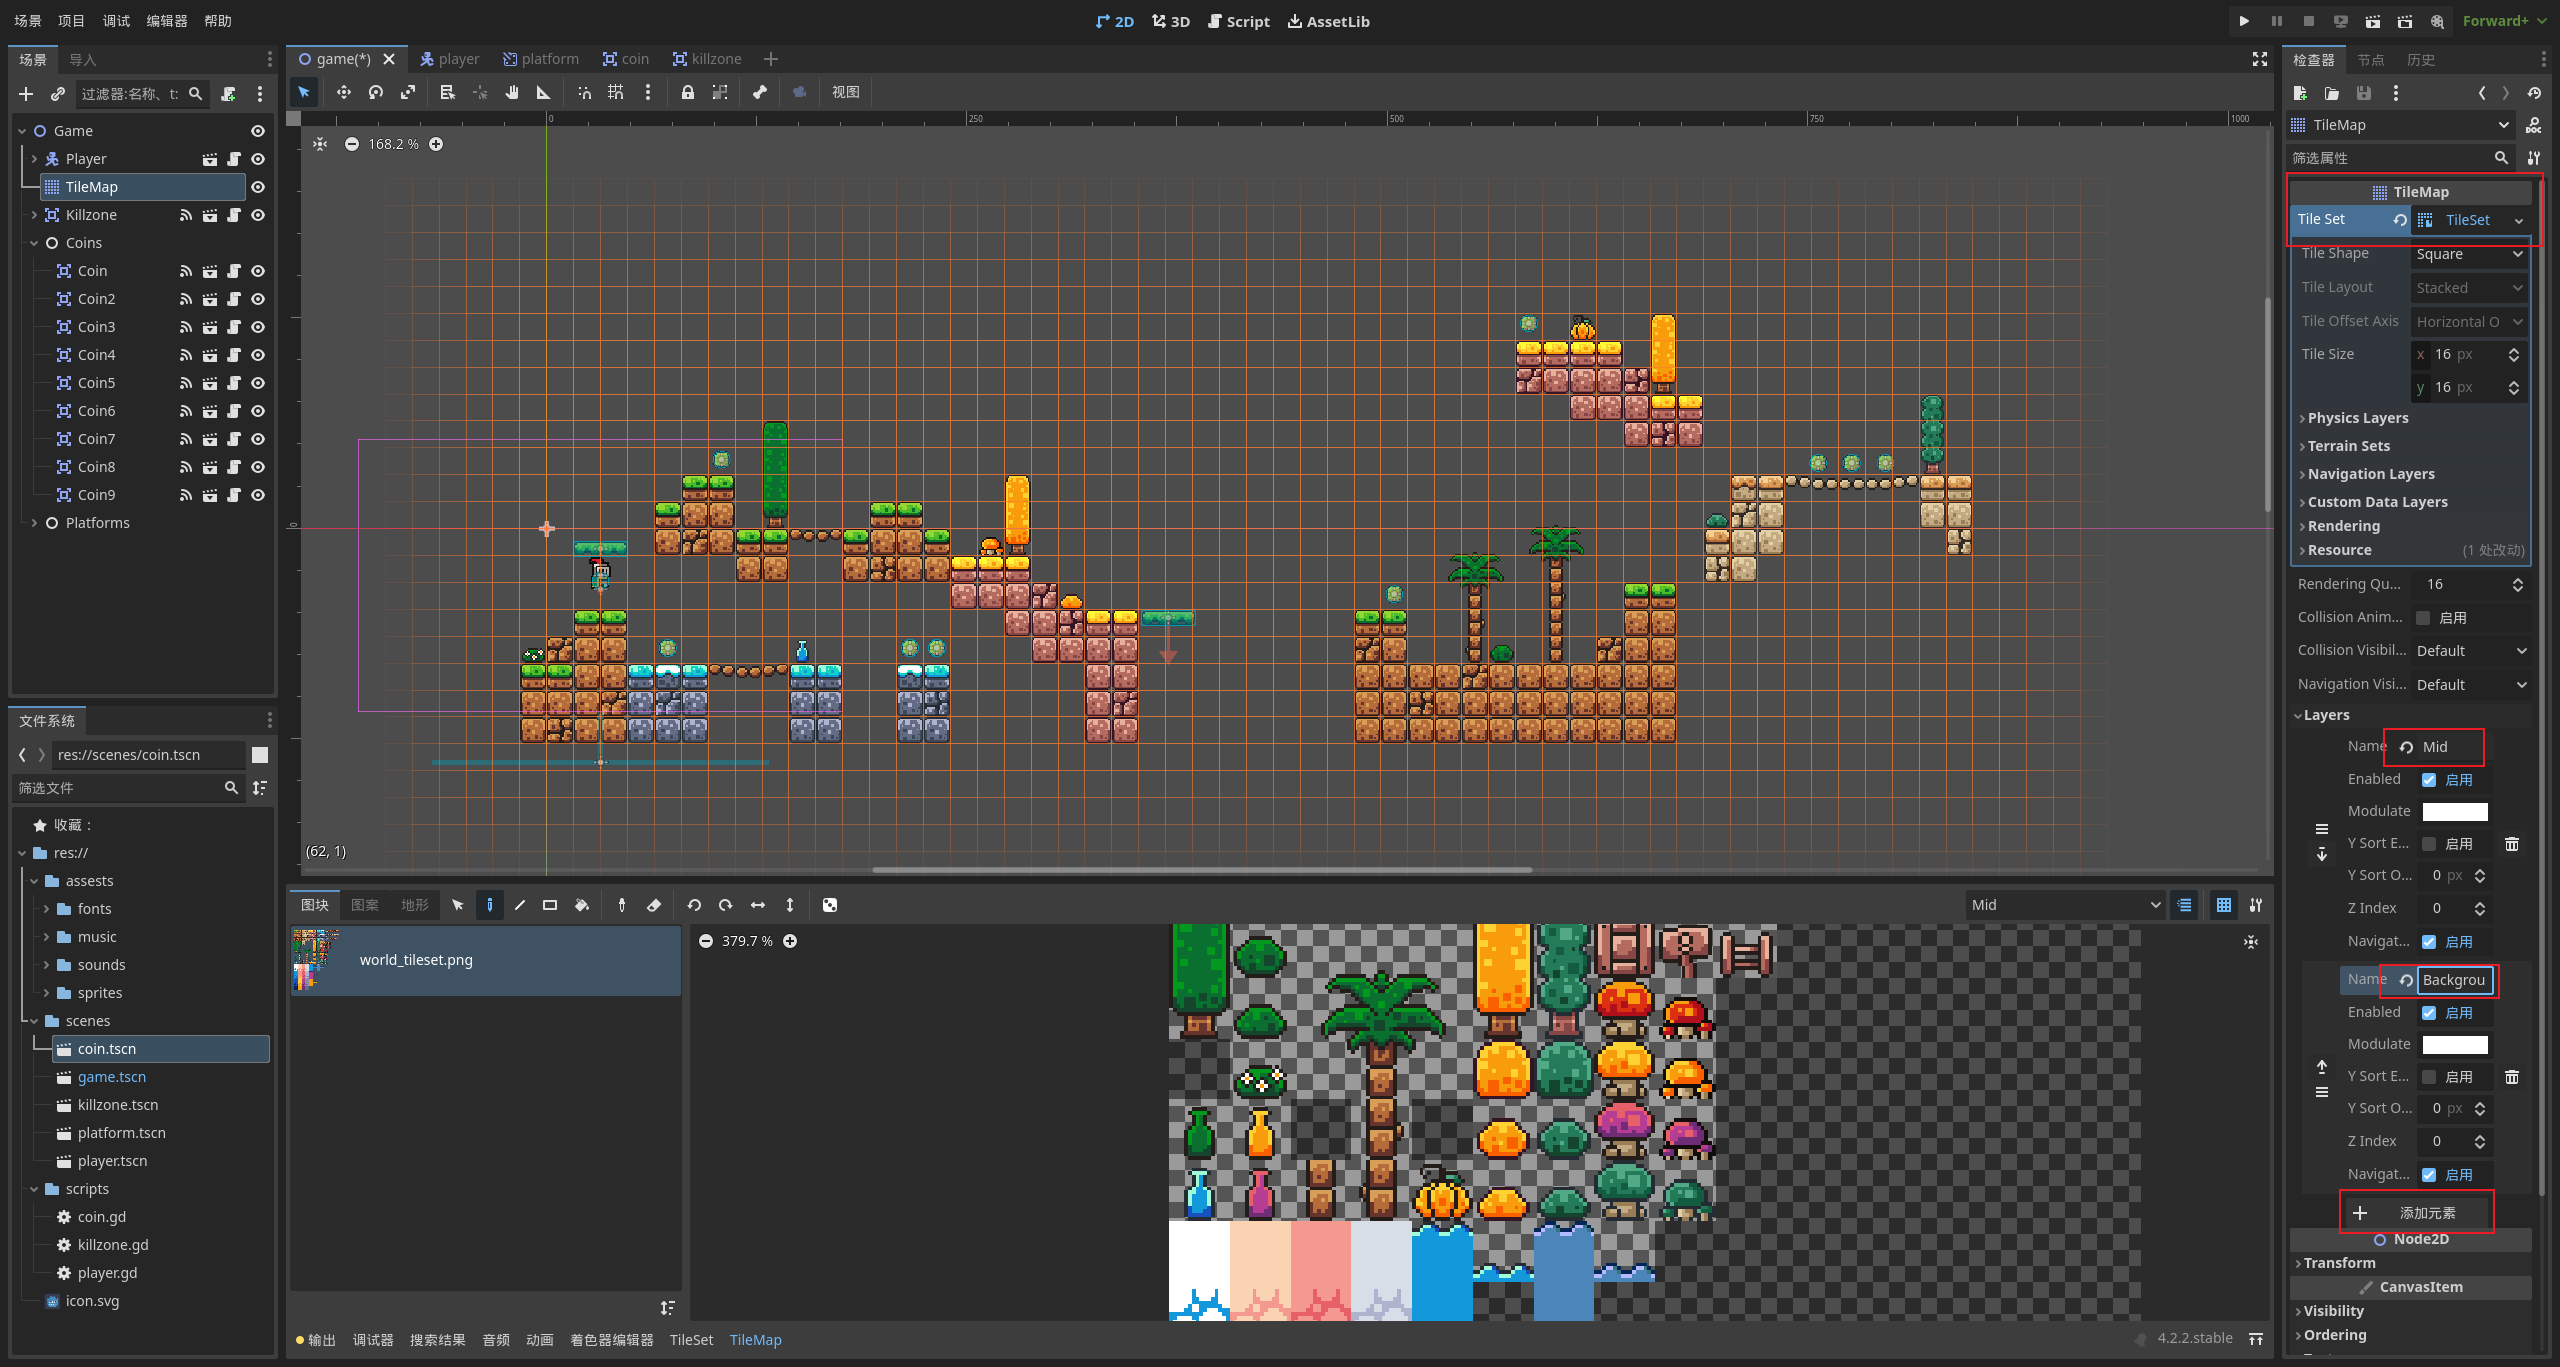 场景 项目 调试 编辑器 帮助
2D 3D Script AssetLib
Forward+
场景 导入
过滤器:名称、t:
Game
Player
TileMap
Killzone
Coins
Coin
Coin2
Coin3
Coin4
Coin5
Coin6
Coin7
Coin8
Coin9
Platforms
文件系统
res://scenes/coin.tscn
筛选文件
收藏：
res://
assests
fonts
music
sounds
sprites
scenes
coin.tscn
game.tscn
killzone.tscn
platform.tscn
player.tscn
scripts
coin.gd
killzone.gd
player.gd
icon.svg
game(*) player platform coin killzone
视图
0 250 500 750 1000
0
168.2 %
(62, 1)
图块 图案 地形
Mid
world_tileset.png
379.7 %
输出 调试器 搜索结果 音频 动画 着色器编辑器 TileSet TileMap
4.2.2.stable
检查器 节点 历史
TileMap
筛选属性
TileMap
Tile Set TileSet
Tile Shape Square
Tile Layout Stacked
Tile Offset Axis Horizontal O
Tile Size x 16 px
y 16 px
Physics Layers
Terrain Sets
Navigation Layers
Custom Data Layers
Rendering
Resource (1 处改动)
Rendering Qu... 16
Collision Anim... 启用
Collision Visibil... Default
Navigation Visi... Default
Layers
Name Mid
Enabled 启用
Modulate
Y Sort E... 启用
Y Sort O... 0 px
Z Index 0
Navigat... 启用
Name Backgrou
Enabled 启用
Modulate
Y Sort E... 启用
Y Sort O... 0 px
Z Index 0
Navigat... 启用
添加元素
Node2D
Transform
CanvasItem
Visibility
Ordering